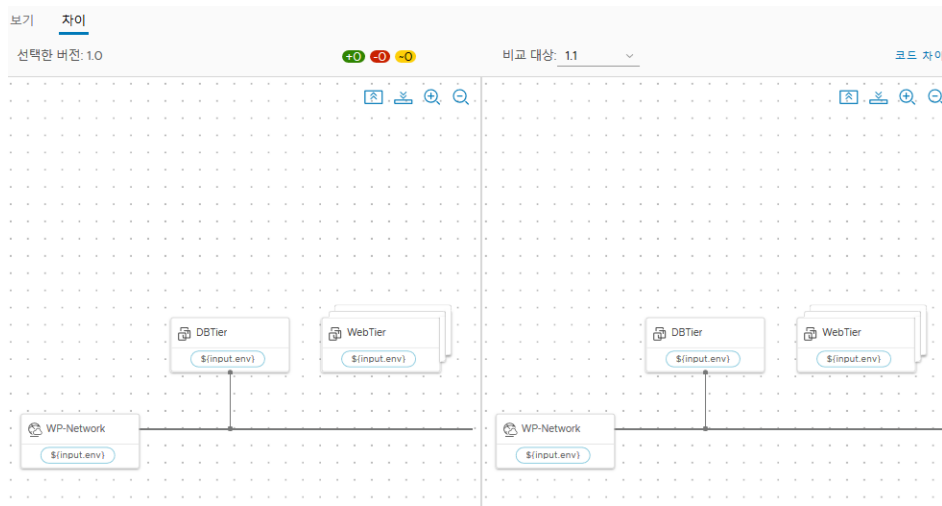 보기 차이
선택한 버전: 1.0 +0 -0 ~0 비교 대상: 1.1 코드 차이
DBTier WebTier DBTier WebTier
${input.env} ${input.env} ${input.env} ${input.env}
WP-Network WP-Network
${input.env} ${input.env}